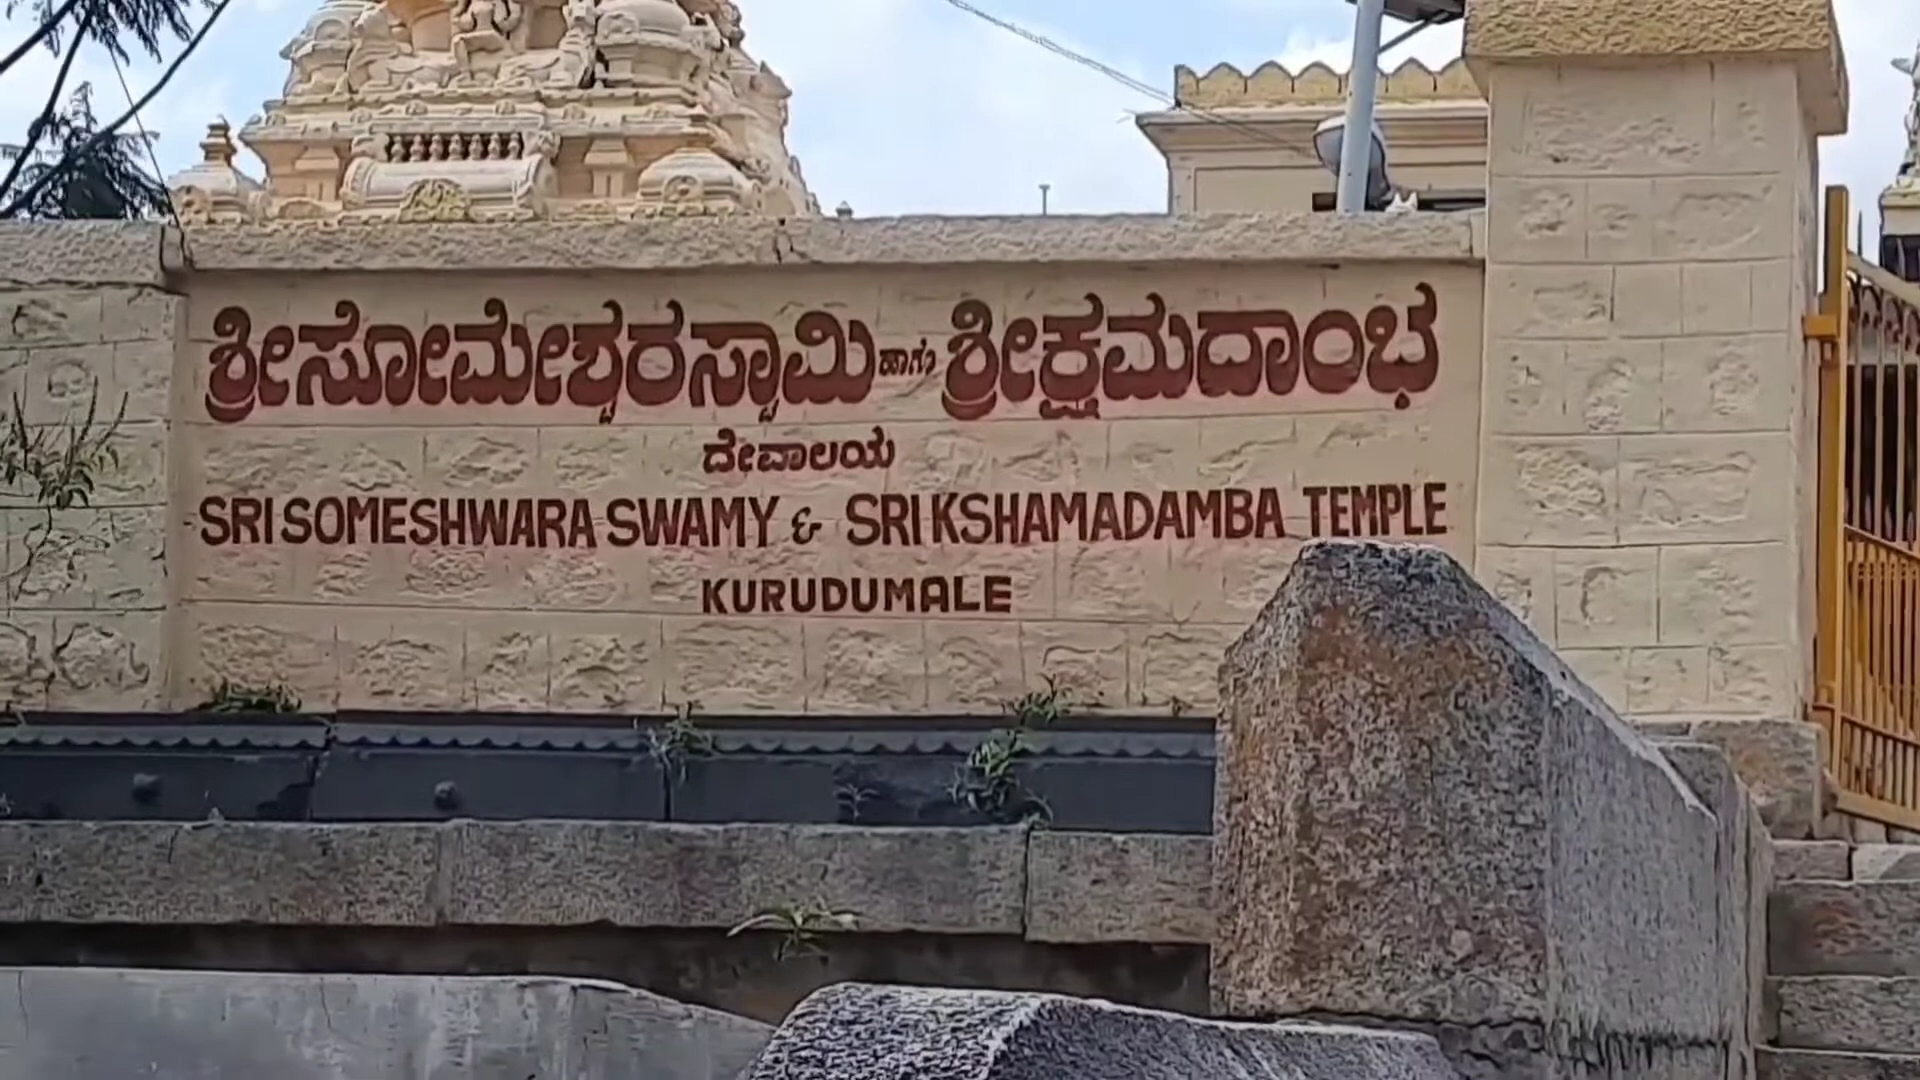 ಶ್ರೀ ಸೋಮೇಶ್ವರಸ್ವಾಮಿ ಹಾಗೂ ಶ್ರೀ ಕ್ಷಮದಾಂಭ
ದೇವಾಲಯ
SRI SOMESHWARA SWAMY & SRI KSHAMADAMBA TEMPLE
KURUDUMALE